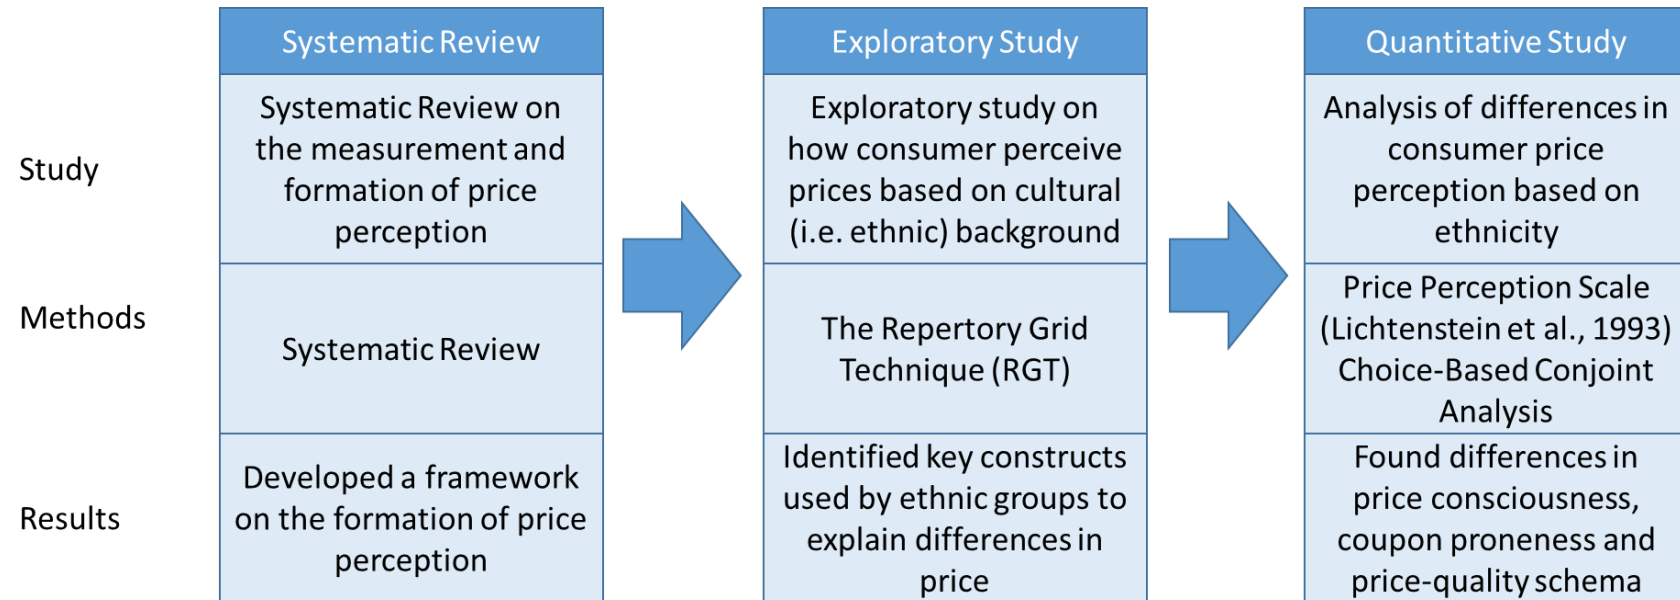 Systematic Review
Exploratory Study
Quantitative Study
Study
Systematic Review on
the measurement and
formation of price
perception
Exploratory study on
how consumer perceive
prices based on cultural
(i.e. ethnic) background
Analysis of differences in
consumer price
perception based on
ethnicity
Methods
Systematic Review
The Repertory Grid
Technique (RGT)
Price Perception Scale
(Lichtenstein et al., 1993)
Choice-Based Conjoint
Analysis
Results
Developed a framework
on the formation of price
perception
Identified key constructs
used by ethnic groups to
explain differences in
price
Found differences in
price consciousness,
coupon proneness and
price-quality schema